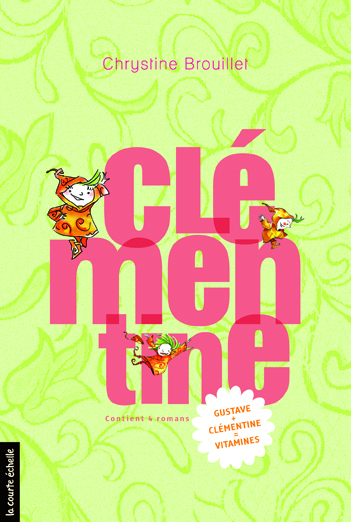 Chrystine Brouillet
Clé
men
tine
Contient 4 romans
GUSTAVE
+
CLÉMENTINE
=
VITAMINES
la courte échelle